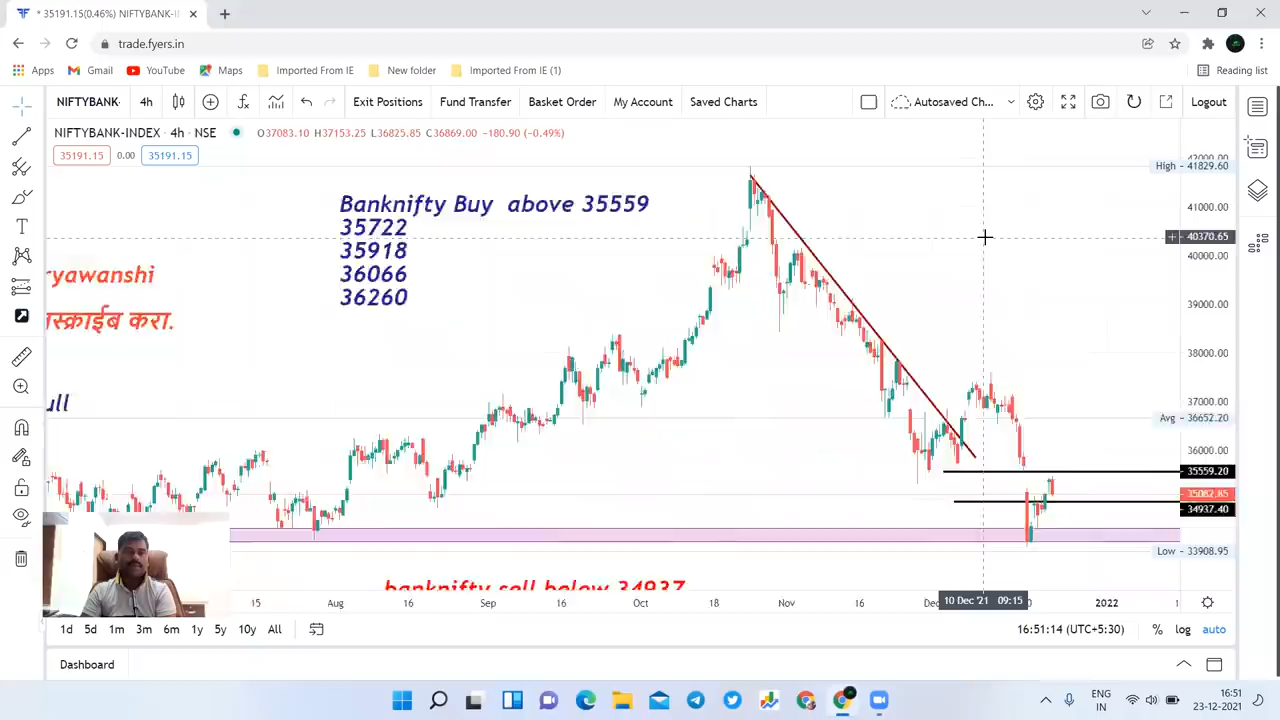 * 35191.15(0.46%) NIFTYBANK-I
trade.fyers.in
Apps Gmail YouTube Maps Imported From IE New folder Imported From IE (1) Reading list
NIFTYBANK- 4h Exit Positions Fund Transfer Basket Order My Account Saved Charts Autosaved Ch... Logout
NIFTYBANK-INDEX 4h NSE O37083.10 H37153.25 L36825.85 C36869.00 -180.90 (-0.49%)
35191.15 0.00 35191.15
42000.00
High 41829.60
Banknifty Buy above 35559
41000.00
35722
40370.65
35918
40000.00
36066
ryawanshi
36260
39000.00
स्क्राईब करा.
38000.00
ull
37000.00
Avg 36652.20
36000.00
35559.20
35082.85
34937.40
Low 33908.95
banknifty sell below 34937
15 Aug 16 Sep 16 Oct 18 Nov 16 Dec 10 Dec '21 09:15 2022
1d 5d 1m 3m 6m 1y 5y 10y All 16:51:14 (UTC+5:30) % log auto
Dashboard
ENG
IN
16:51
23-12-2021